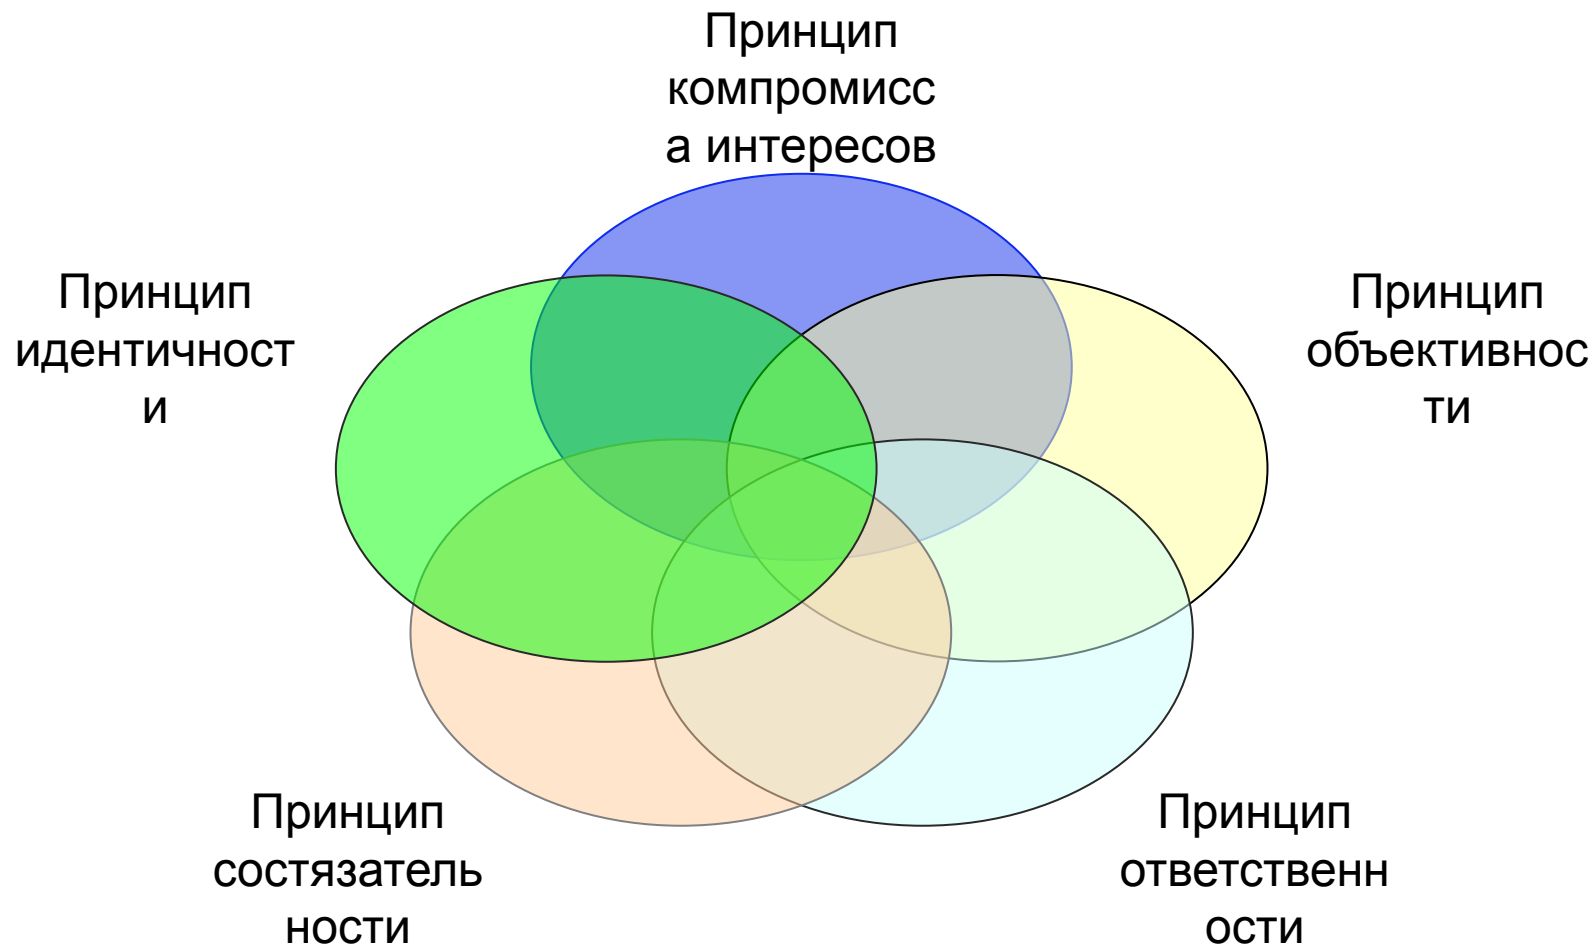 Принцип
компромисс
а интересов
Принцип
идентичност
и
Принцип
объективнос
ти
Принцип
состязатель
ности
Принцип
ответственн
ости